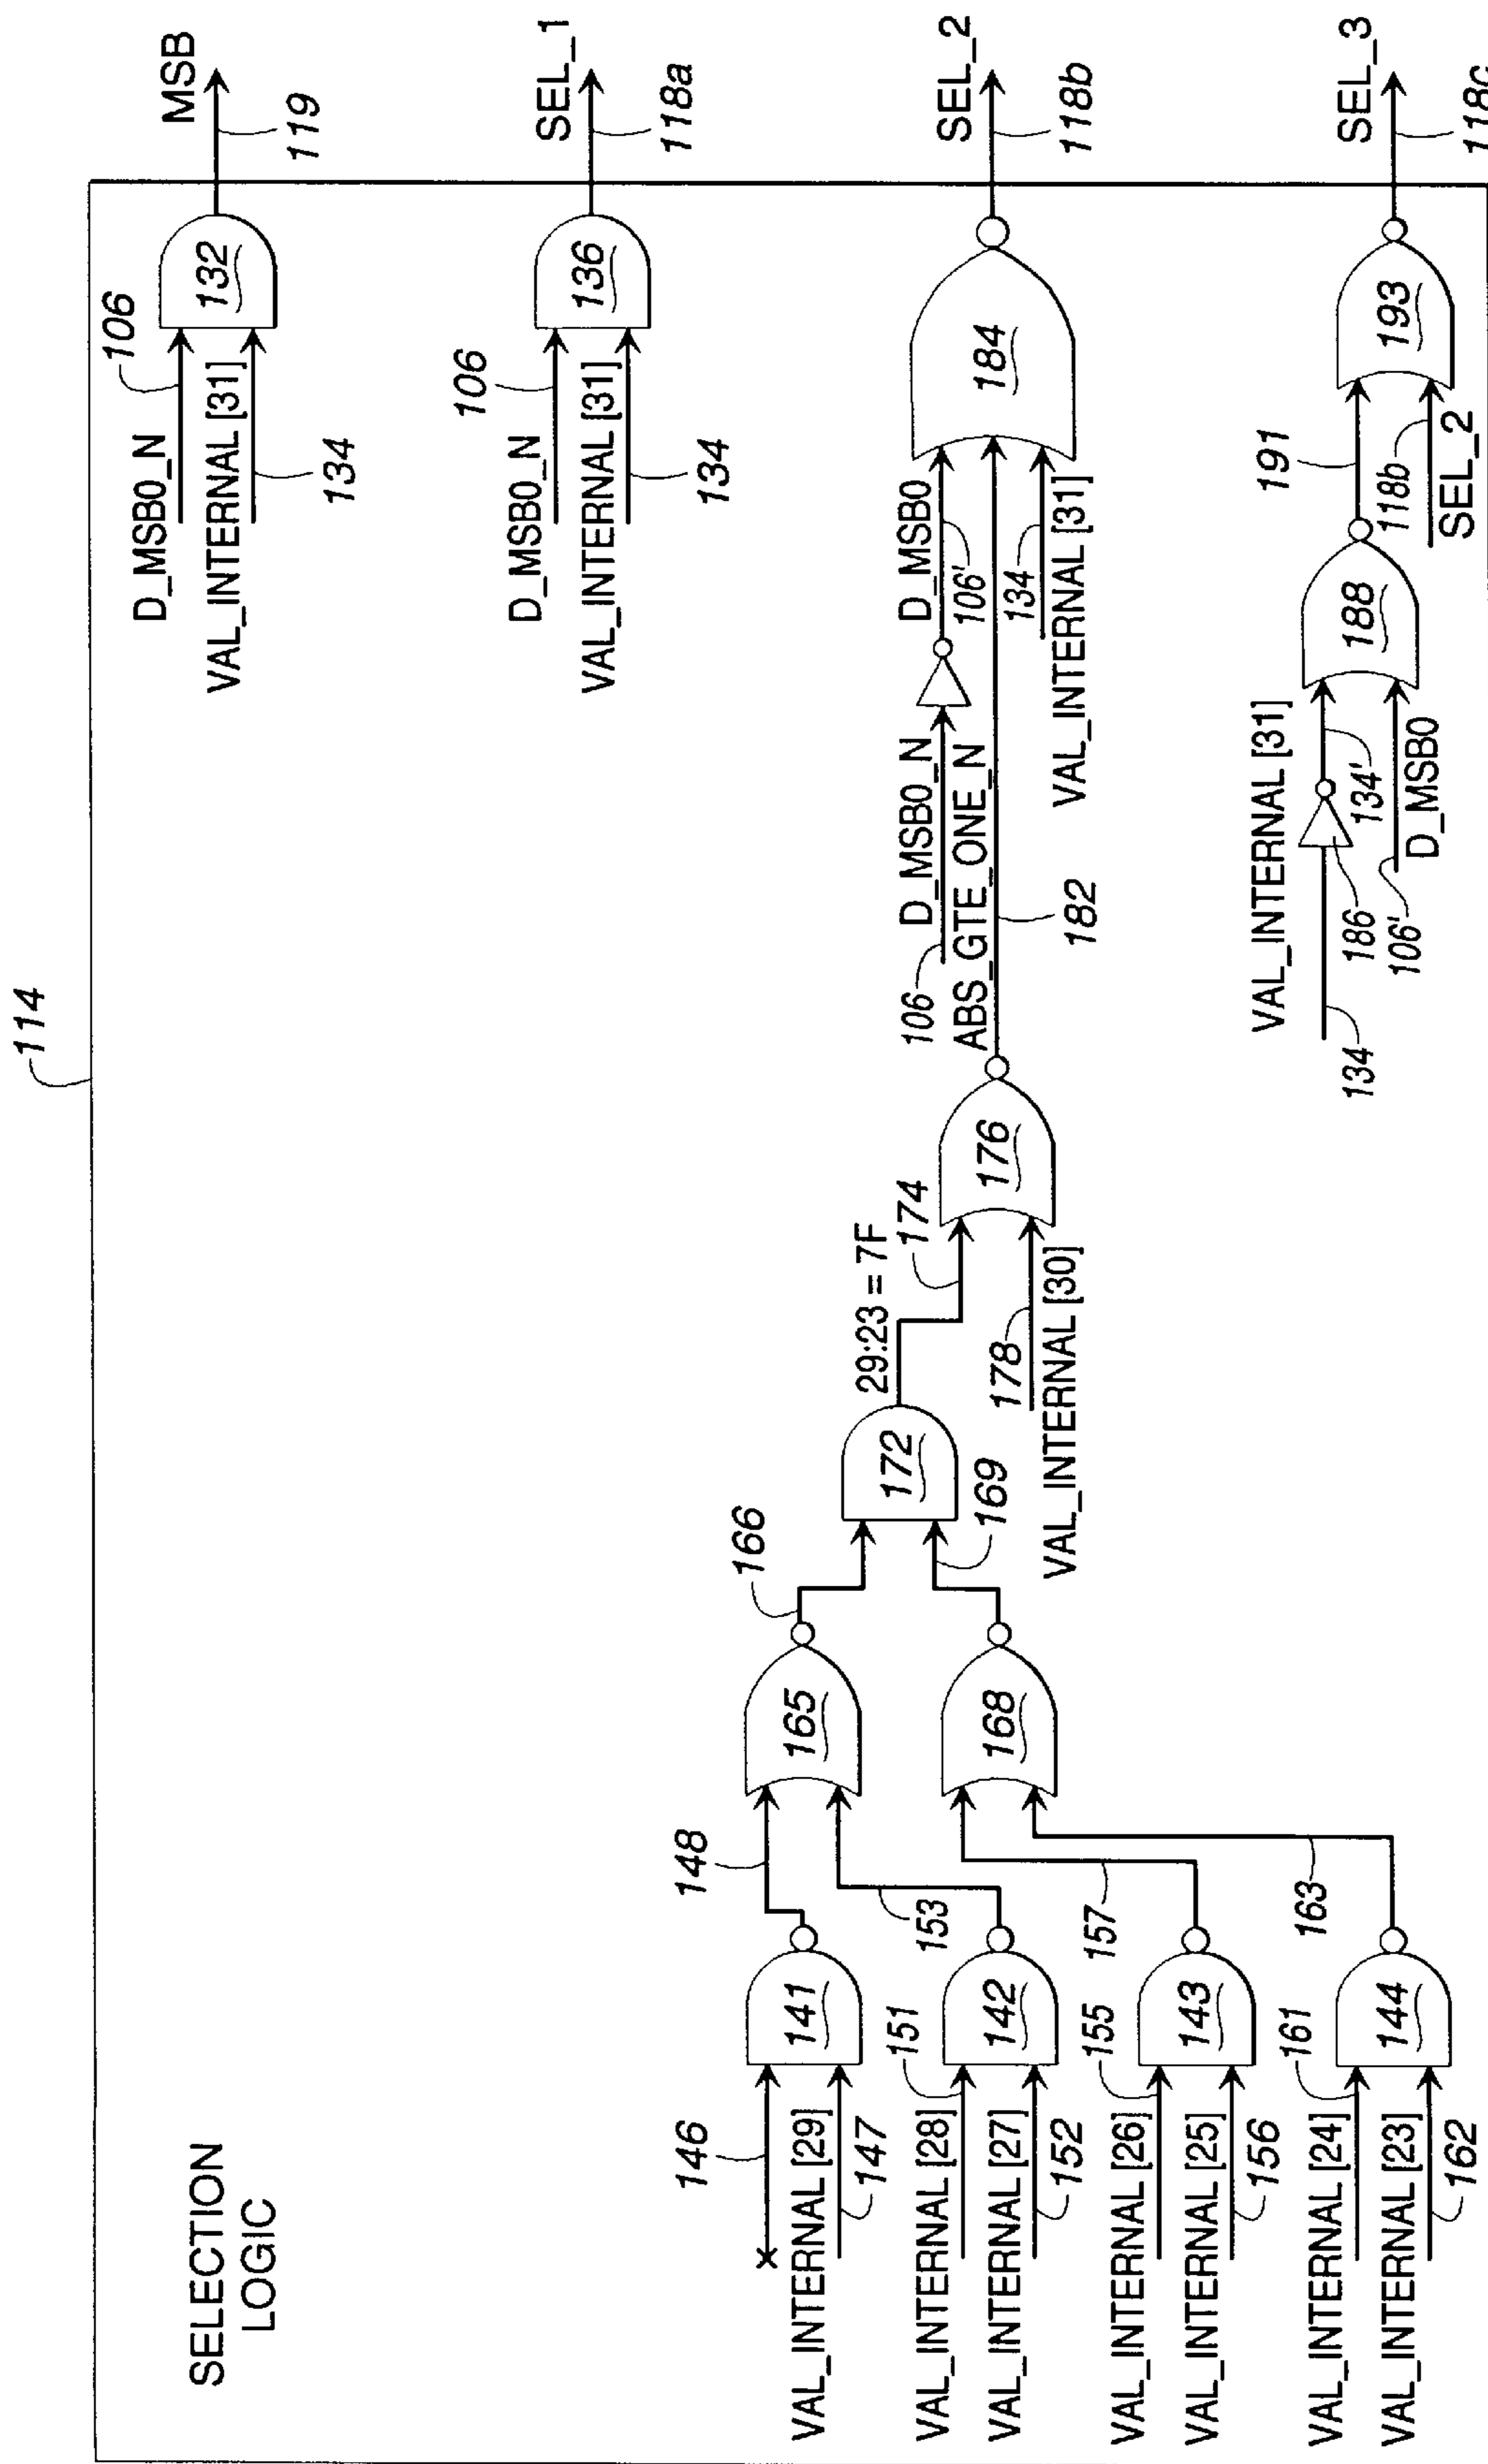 114
SELECTION
LOGIC
106
D_MSB0_N
VAL_INTERNAL [31]
134
132
MSB
119
106
D_MSB0_N
VAL_INTERNAL [31]
134
136
SEL_1
118a
146
VAL_INTERNAL [29]
147
141
148
VAL_INTERNAL [28]
151
VAL_INTERNAL [27]
152
142
153
VAL_INTERNAL [26]
155
VAL_INTERNAL [25]
156
143
157
VAL_INTERNAL [24]
161
VAL_INTERNAL [23]
162
144
163
165
166
168
169
172
29:23 = 7F
174
178
VAL_INTERNAL [30]
176
106
D_MSB0_N
ABS_GTE_ONE_N
182
D_MSB0
106'
134
VAL_INTERNAL [31]
184
SEL_2
118b
VAL_INTERNAL [31]
134
186
134'
106'
D_MSB0
188
191
118b
SEL_2
193
SEL_3
118c